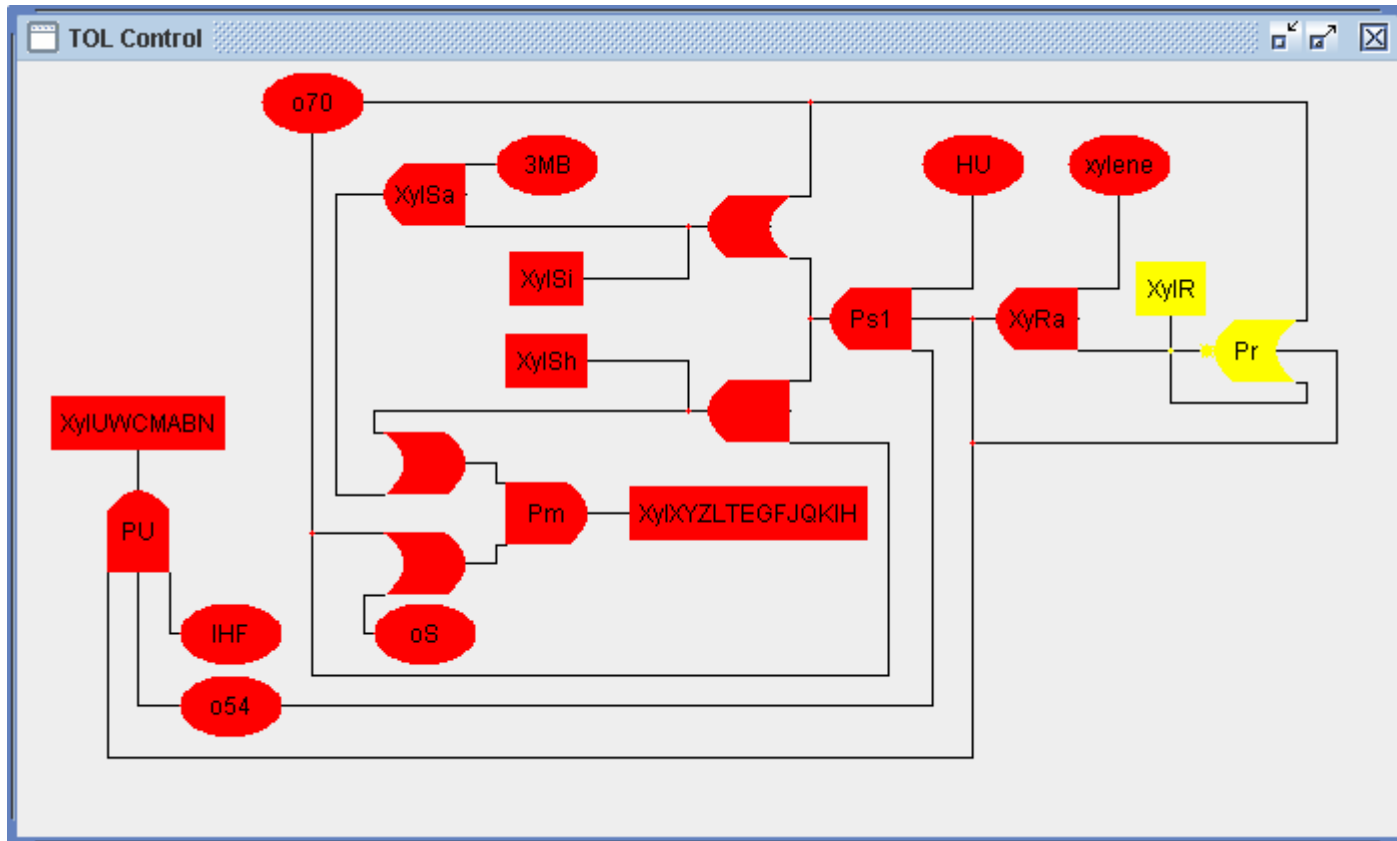 TOL Control
o70
3MB
HU
xylene
XylSa
XylSi
XylR
Ps1
XyRa
Pr
XylSh
XylUWCMABN
Pm
XylXYZLTEGFJQKIH
PU
IHF
oS
o54